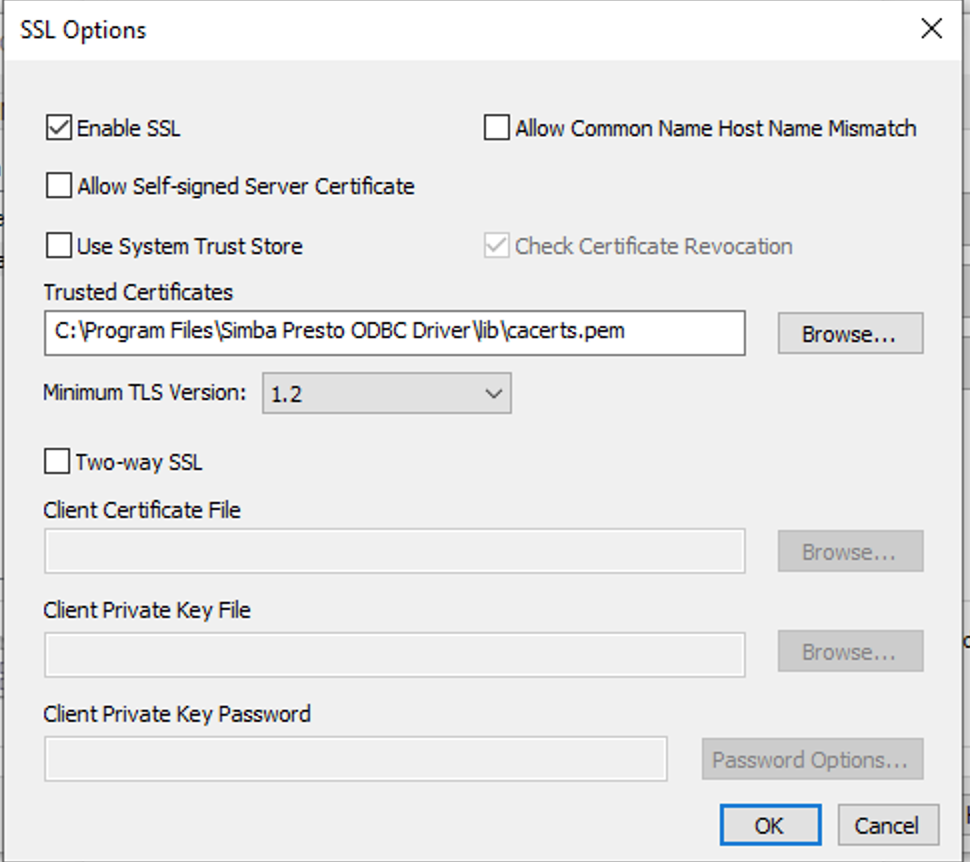 SSL Options
Enable SSL
Allow Common Name Host Name Mismatch
Allow Self-signed Server Certificate
Use System Trust Store
Check Certificate Revocation
Trusted Certificates
C:\Program Files\Simba Presto ODBC Driver\lib\cacerts.pem
Browse...
Minimum TLS Version:
1.2
Two-way SSL
Client Certificate File
Browse...
Client Private Key File
Browse...
Client Private Key Password
Password Options...
OK
Cancel